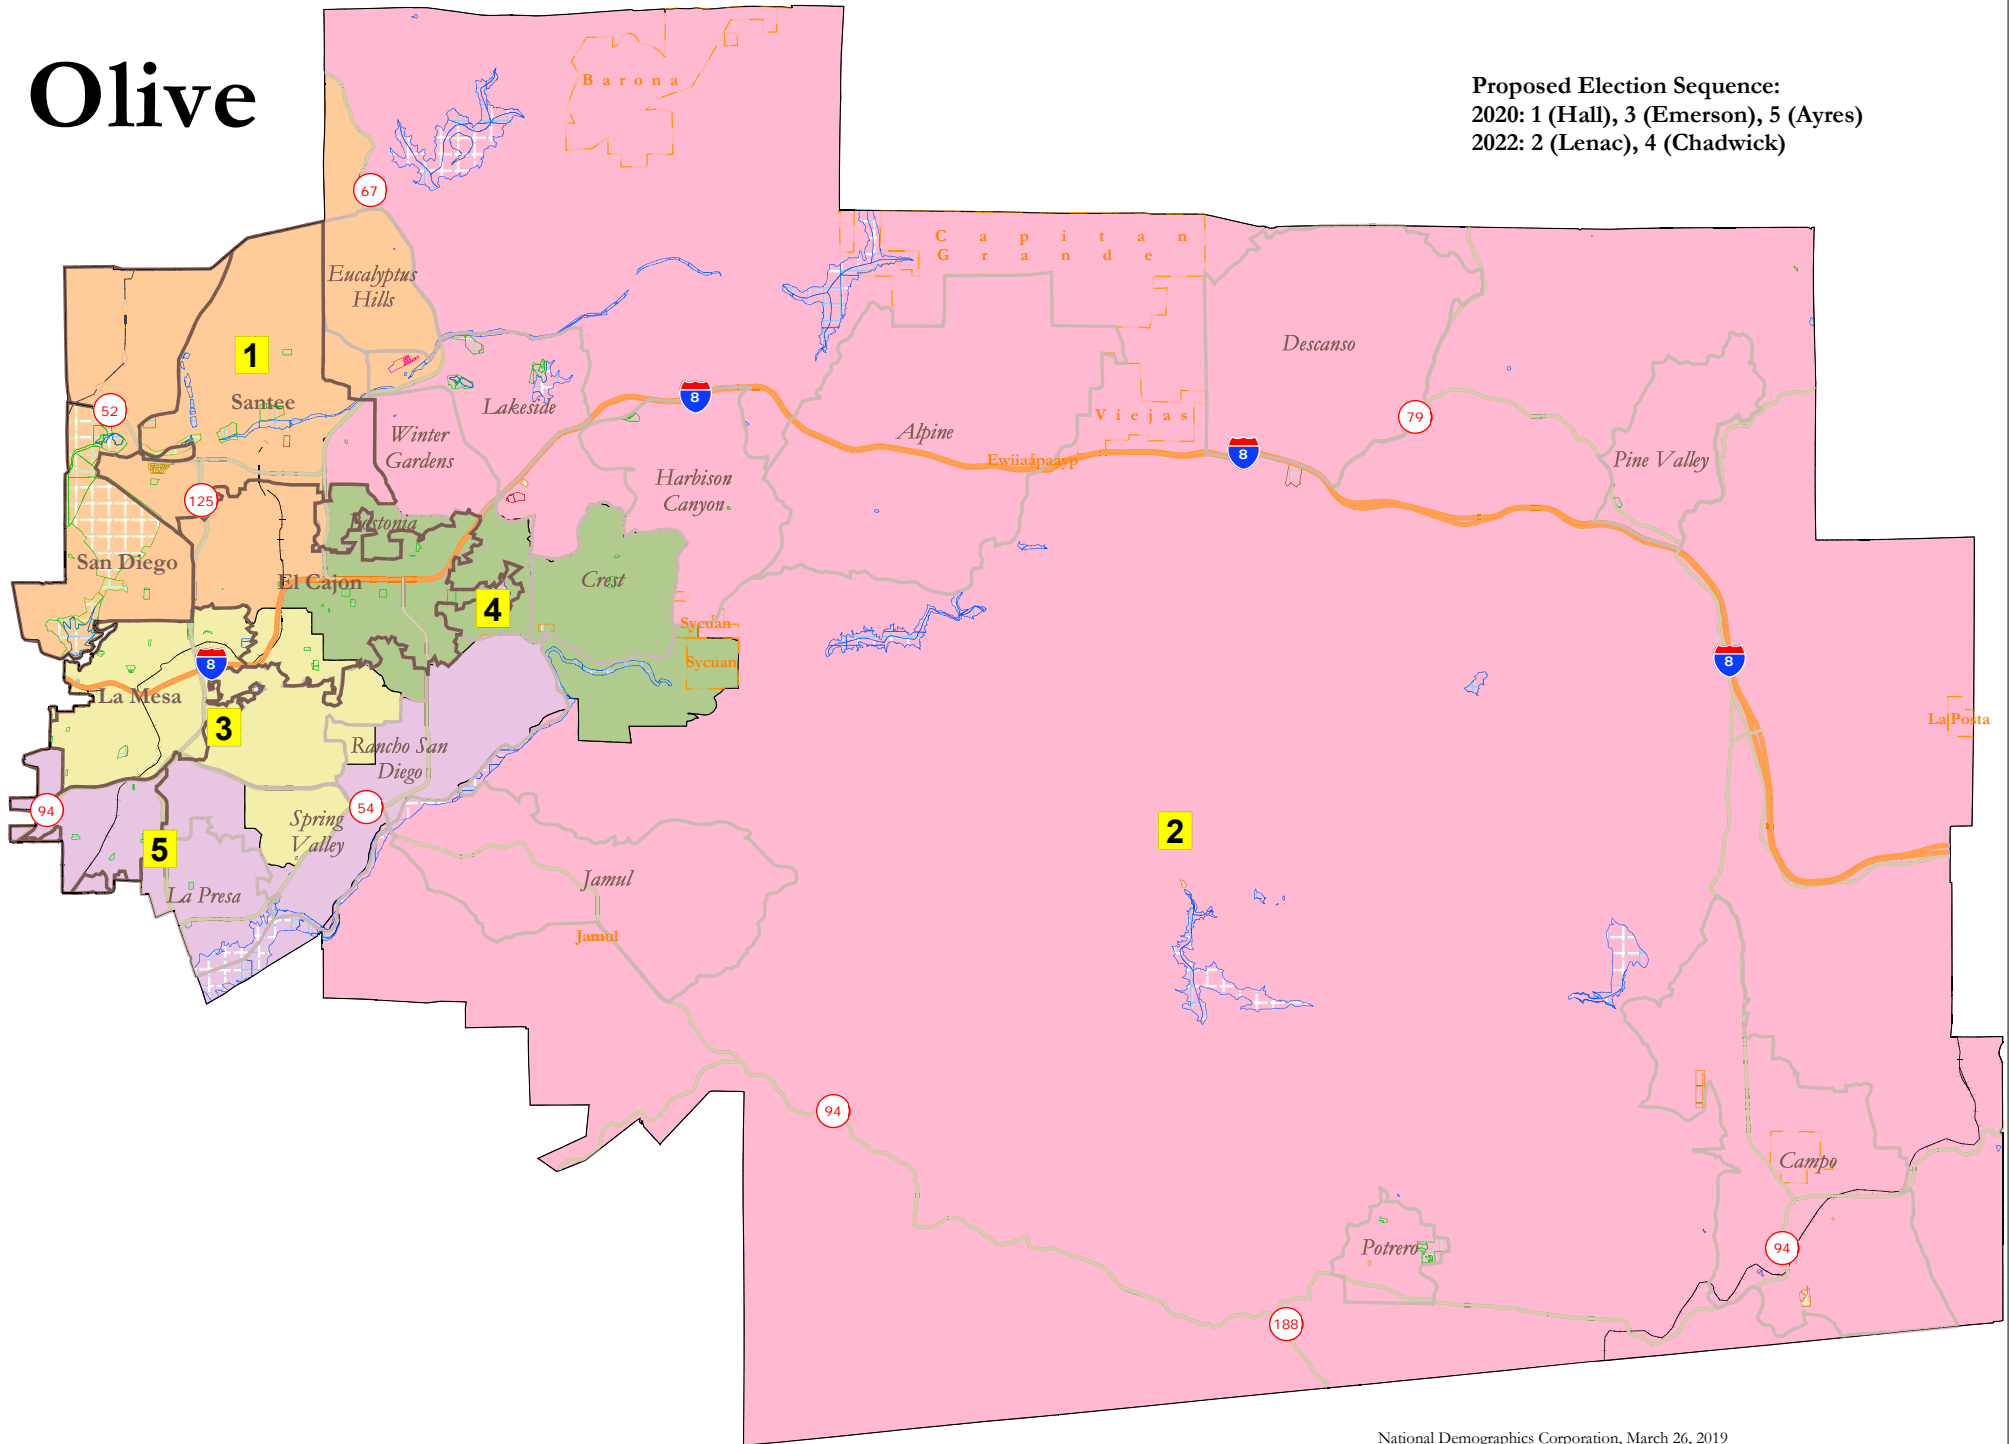 Olive
Proposed Election Sequence:
2020: 1 (Hall), 3 (Emerson), 5 (Ayres)
2022: 2 (Lenac), 4 (Chadwick)
Barona
67
Capitan
Grande
Eucalyptus
Hills
1
Santee
52
Lakeside
8
Winter
Gardens
Alpine
Viejas
Descanso
79
Pine Valley
Ewiiaapaayp
8
Harbison
Canyon
125
Bostonia
San Diego
El Cajon
Crest
4
Sycuan
Sycuan
8
8
La Mesa
3
La Posta
Rancho San
Diego
94
54
Spring
Valley
5
2
La Presa
Jamul
Jamul
94
Campo
Potrero
94
188
National Demographics Corporation, March 26, 2019